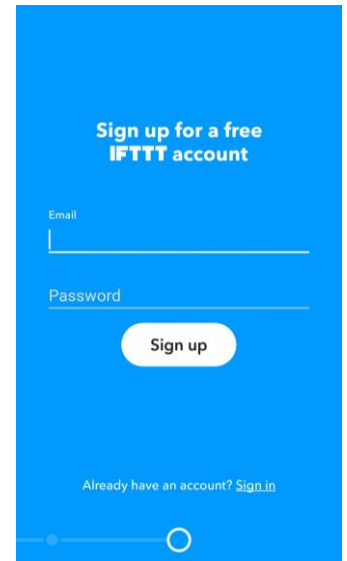 Sign up for a free
IFTTT account
Email
Password
Sign up
Already have an account? Sign in